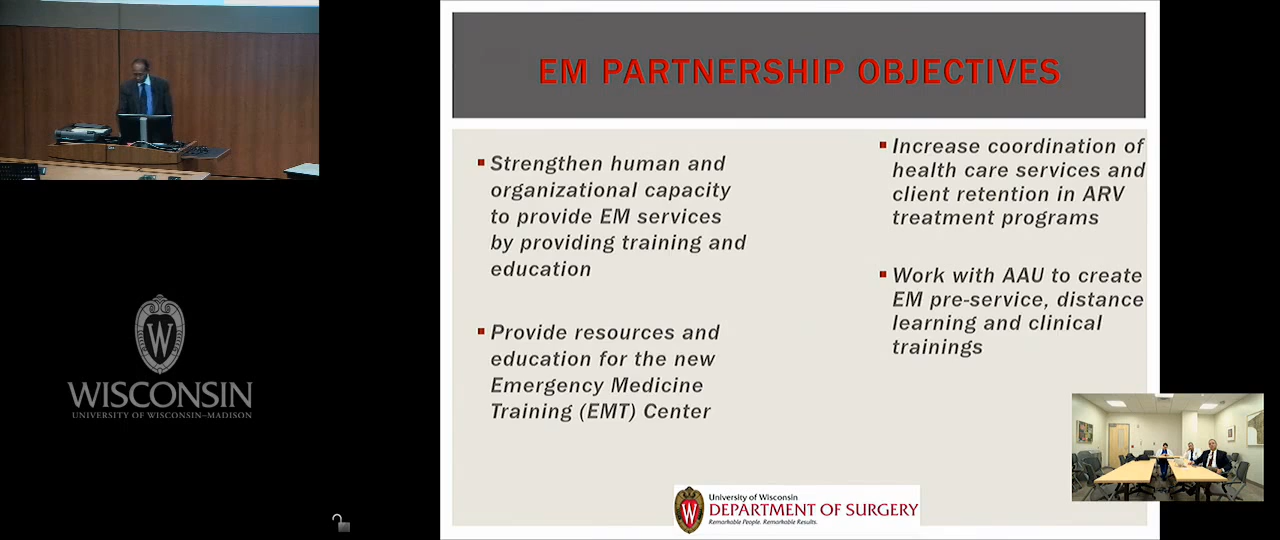 EM PARTNERSHIP OBJECTIVES
▪ Strengthen human and
organizational capacity
to provide EM services
by providing training and
education
▪ Provide resources and
education for the new
Emergency Medicine
Training (EMT) Center
▪ Increase coordination of
health care services and
client retention in ARV
treatment programs
▪ Work with AAU to create
EM pre-service, distance
learning and clinical
trainings
W
WISCONSIN
UNIVERSITY OF WISCONSIN–MADISON
W
University of Wisconsin
DEPARTMENT OF SURGERY
Remarkable People. Remarkable Results.